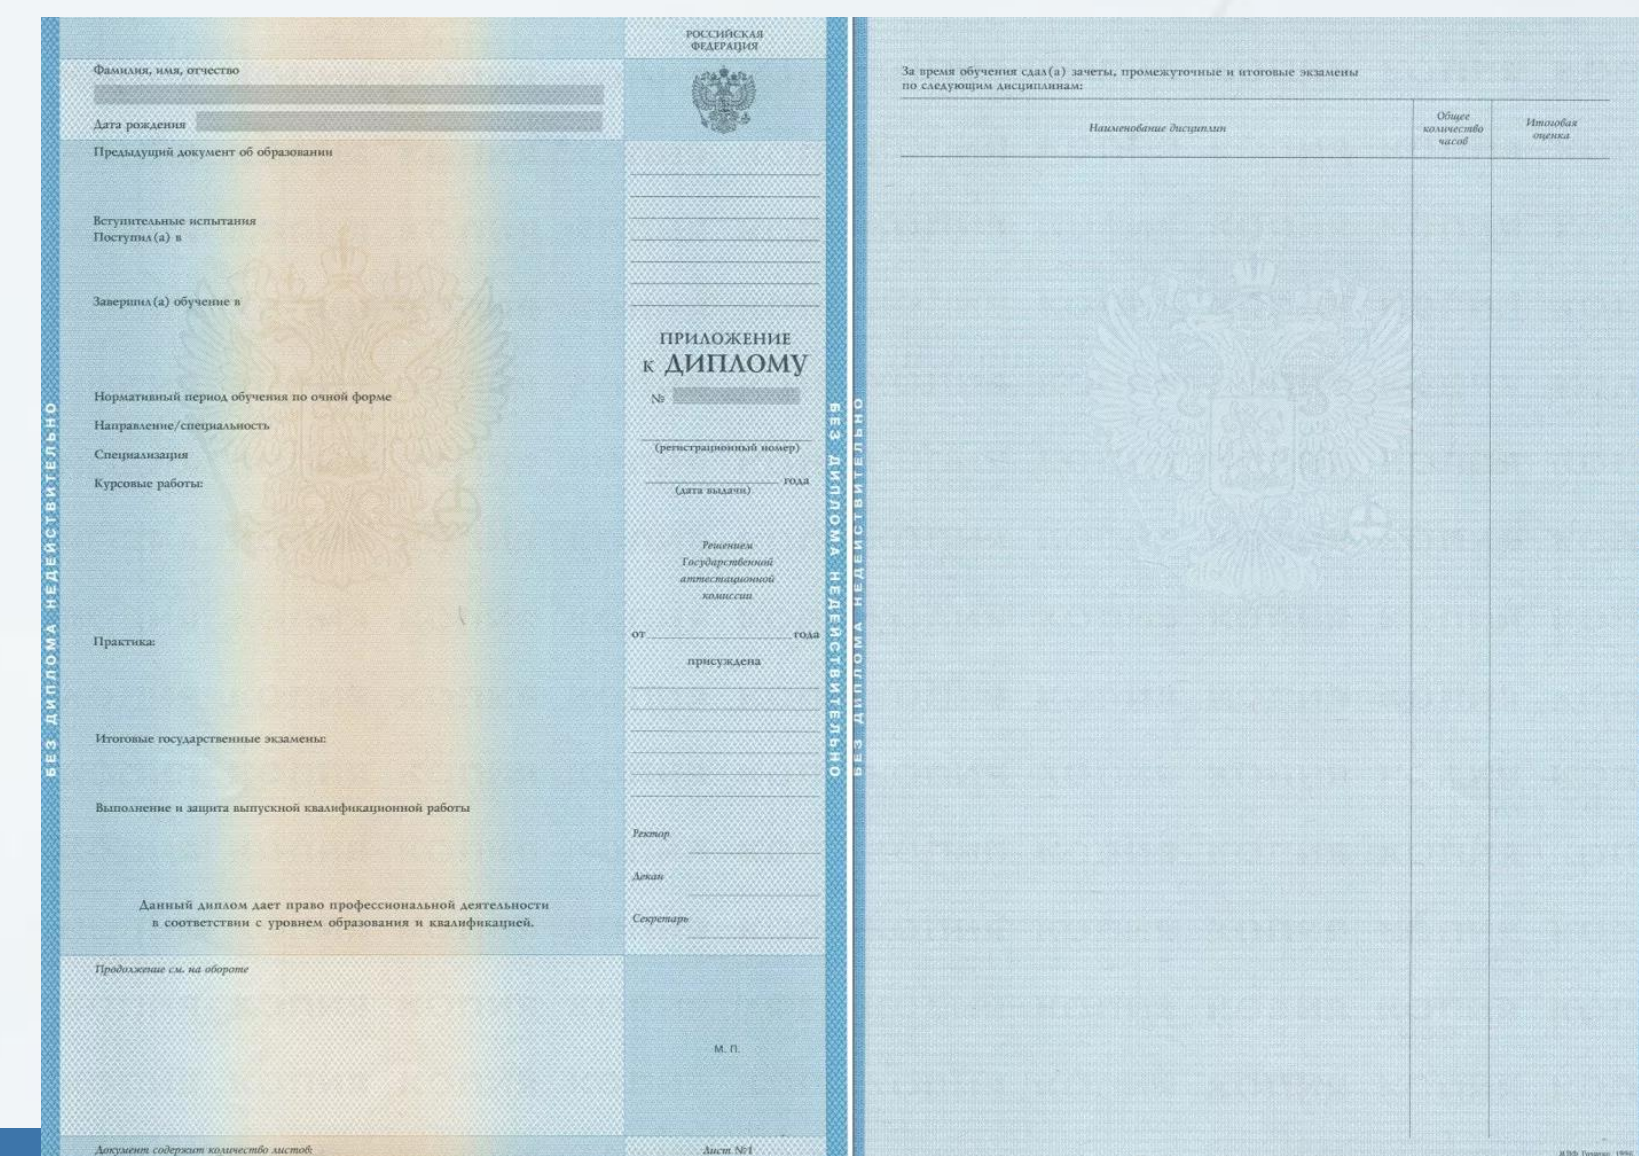 Фамилия, имя, отчество
Дата рождения
Предыдущий документ об образовании
Вступительные испытания
Поступил(а) в
Завершил(а) обучение в
Нормативный период обучения по очной форме
Направление/специальность
Специализация
Курсовые работы:
Практика:
Итоговые государственные экзамены:
Выполнение и защита выпускной квалификационной работы
Данный диплом дает право профессиональной деятельности
в соответствии с уровнем образования и квалификацией.
Продолжение см. на обороте
Документ содержит количество листов:
БЕЗ ДИПЛОМА НЕДЕЙСТВИТЕЛЬНО
РОССИЙСКАЯ
ФЕДЕРАЦИЯ
ПРИЛОЖЕНИЕ
к ДИПЛОМУ
№
(регистрационный номер)
года
(дата выдачи)
Решением
Государственной
аттестационной
комиссии
от года
присуждена
Ректор
Декан
Секретарь
М. П.
Лист №1
БЕЗ ДИПЛОМА НЕДЕЙСТВИТЕЛЬНО
БЕЗ ДИПЛОМА НЕДЕЙСТВИТЕЛЬНО
За время обучения сдал(а) зачеты, промежуточные и итоговые экзамены
по следующим дисциплинам:
Наименование дисциплин
Общее
количество
часов
Итоговая
оценка
1996